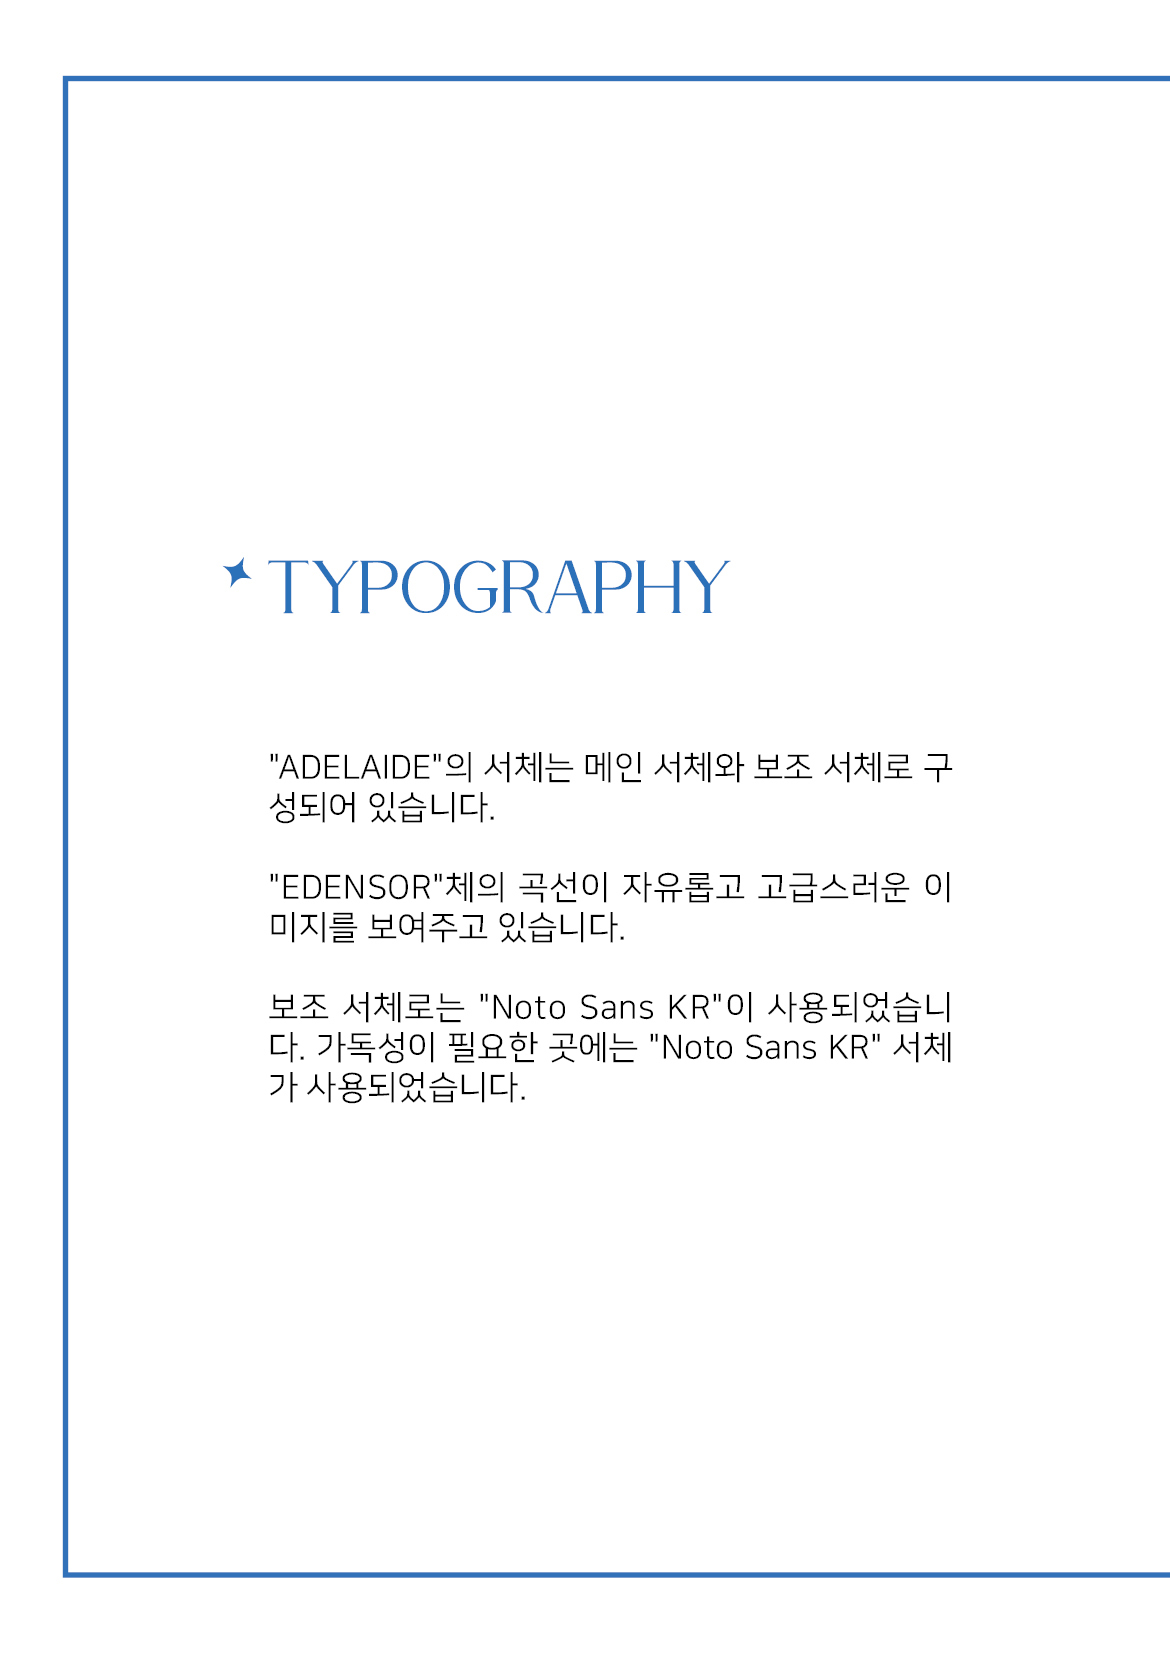 TYPOGRAPHY
"ADELAIDE"의 서체는 메인 서체와 보조 서체로 구
성되어 있습니다.
"EDENSOR"체의 곡선이 자유롭고 고급스러운 이
미지를 보여주고 있습니다.
보조 서체로는 "Noto Sans KR"이 사용되었습니
다. 가독성이 필요한 곳에는 "Noto Sans KR" 서체
가 사용되었습니다.